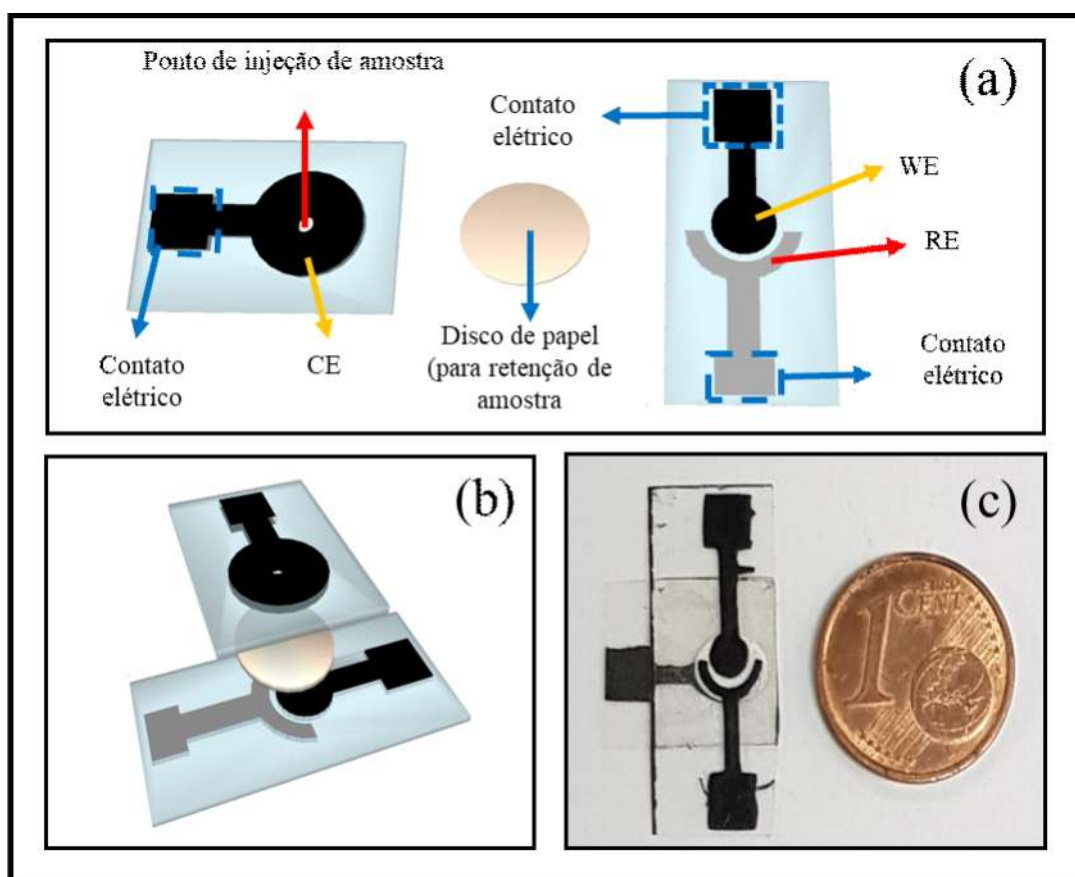 (a)
Ponto de injeção de amostra
Contato
elétrico
CE
Disco de papel
(para retenção de
amostra
Contato
elétrico
WE
RE
Contato
elétrico
(b)
(c)
1
CENT